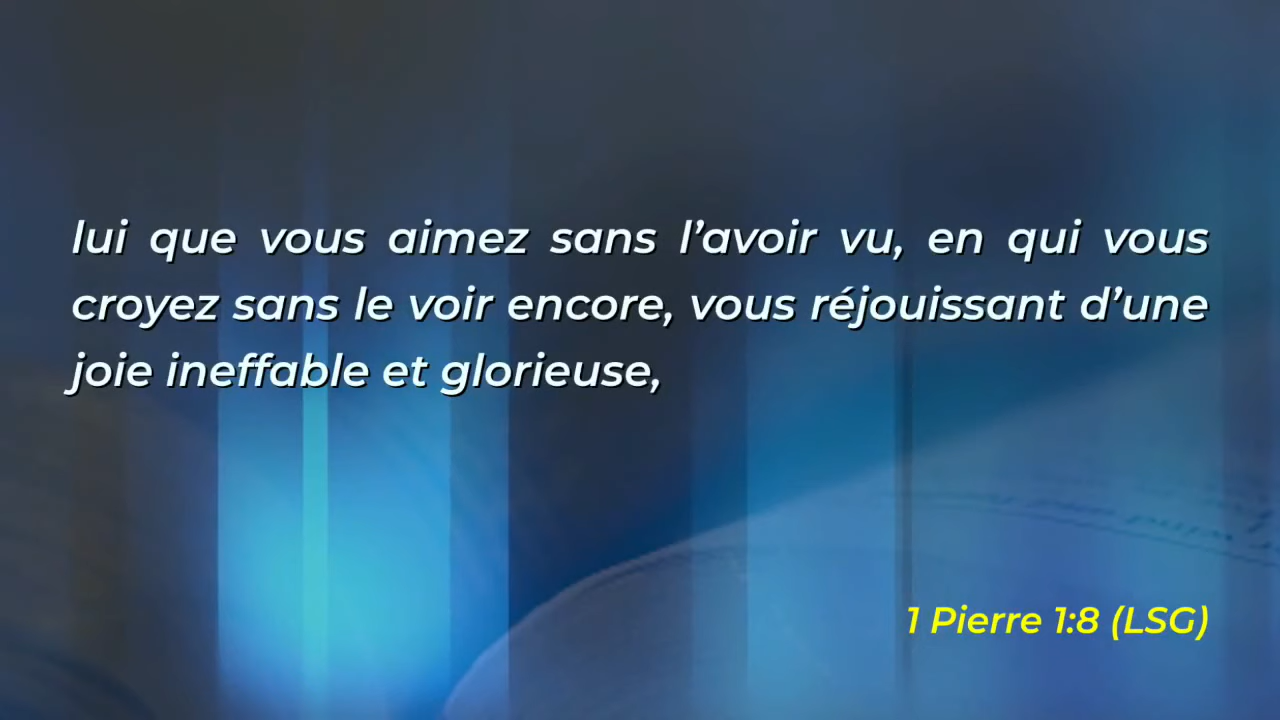 lui que vous aimez sans l’avoir vu, en qui vous
croyez sans le voir encore, vous réjouissant d’une
joie ineffable et glorieuse,
1 Pierre 1:8 (LSG)